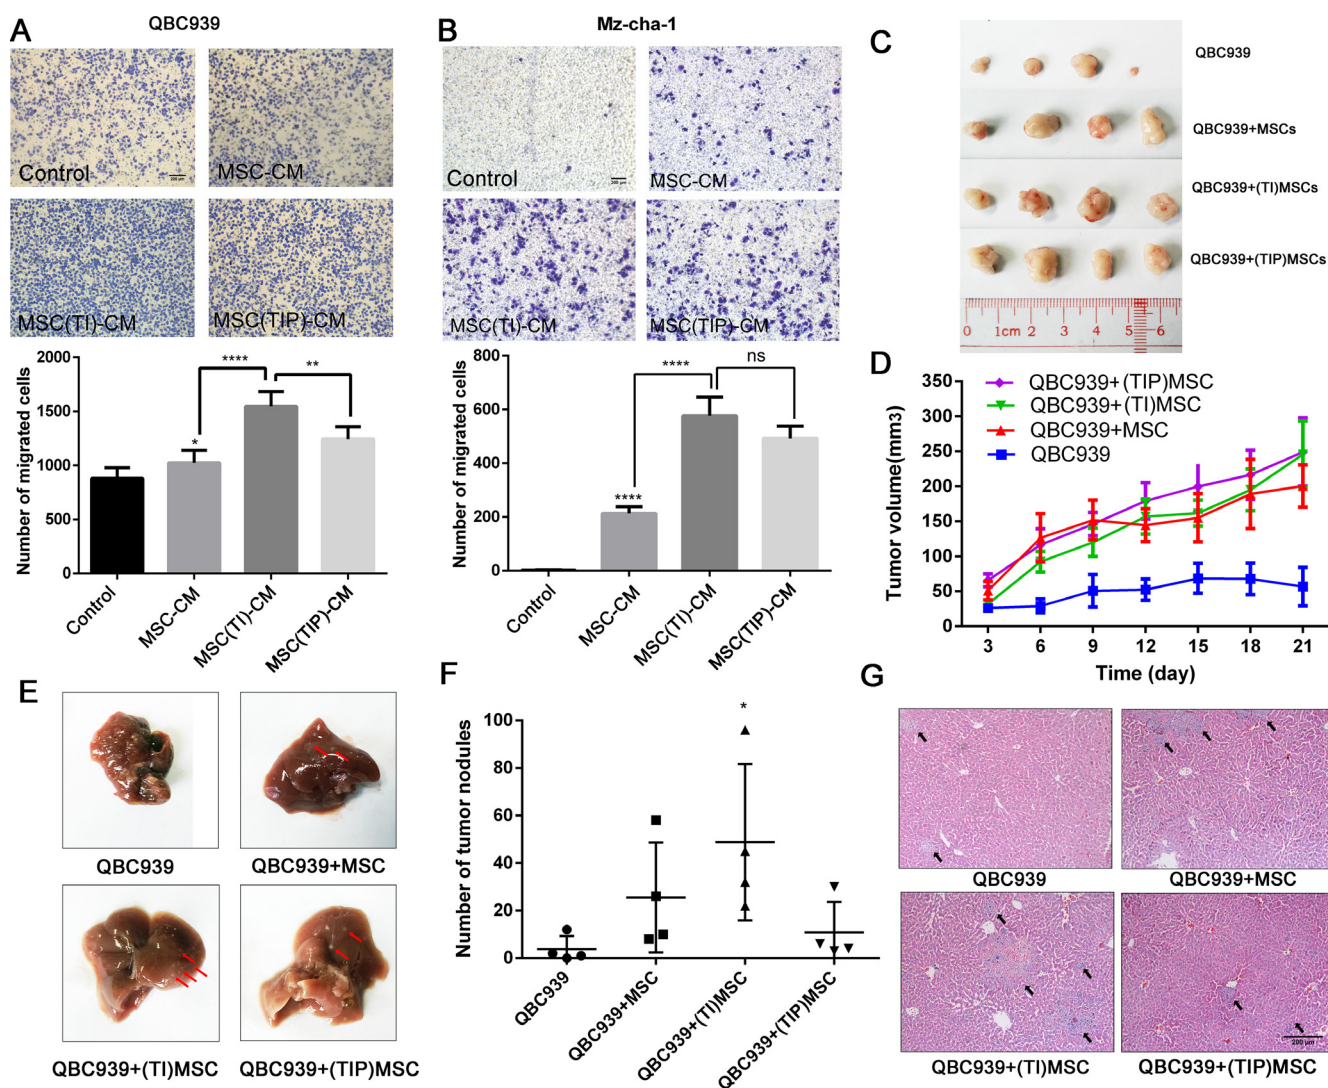 A
QBC939
Control
200 μm
MSC-CM
MSC(TI)-CM
MSC(TIP)-CM
Number of migrated cells
2000
1500
1000
500
0
*
****
**
Control
MSC-CM
MSC(TI)-CM
MSC(TIP)-CM
B
Mz-cha-1
Control
200 μm
MSC-CM
MSC(TI)-CM
MSC(TIP)-CM
Number of migrated cells
800
600
400
200
0
****
****
ns
Control
MSC-CM
MSC(TI)-CM
MSC(TIP)-CM
C
QBC939
QBC939+MSCs
QBC939+(TI)MSCs
QBC939+(TIP)MSCs
0 1cm 2 3 4 5 6
D
Tumor volume(mm3)
350
300
250
200
150
100
50
0
QBC939+(TIP)MSC
QBC939+(TI)MSC
QBC939+MSC
QBC939
3 6 9 12 15 18 21
Time (day)
E
QBC939
QBC939+MSC
QBC939+(TI)MSC
QBC939+(TIP)MSC
F
Number of tumor nodules
100
80
60
40
20
0
*
QBC939
QBC939+MSC
QBC939+(TI)MSC
QBC939+(TIP)MSC
G
QBC939
QBC939+MSC
200 μm
QBC939+(TI)MSC
QBC939+(TIP)MSC